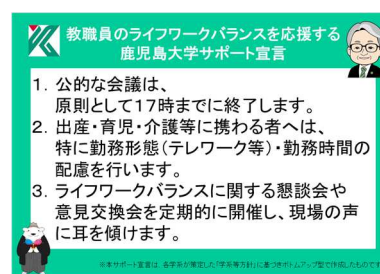 教職員のライフワークバランスを応援する
鹿児島大学サポート宣言
1. 公的な会議は、
原則として17時までに終了します。
2. 出産・育児・介護等に携わる者へは、
特に勤務形態(テレワーク等)・勤務時間の
配慮を行います。
3. ライフワークバランスに関する懇談会や
意見交換会を定期的に開催し、現場の声
に耳を傾けます。
※本サポート宣言は、各学系が策定した「学系等方針」に基づきボトムアップ型で作成したものです